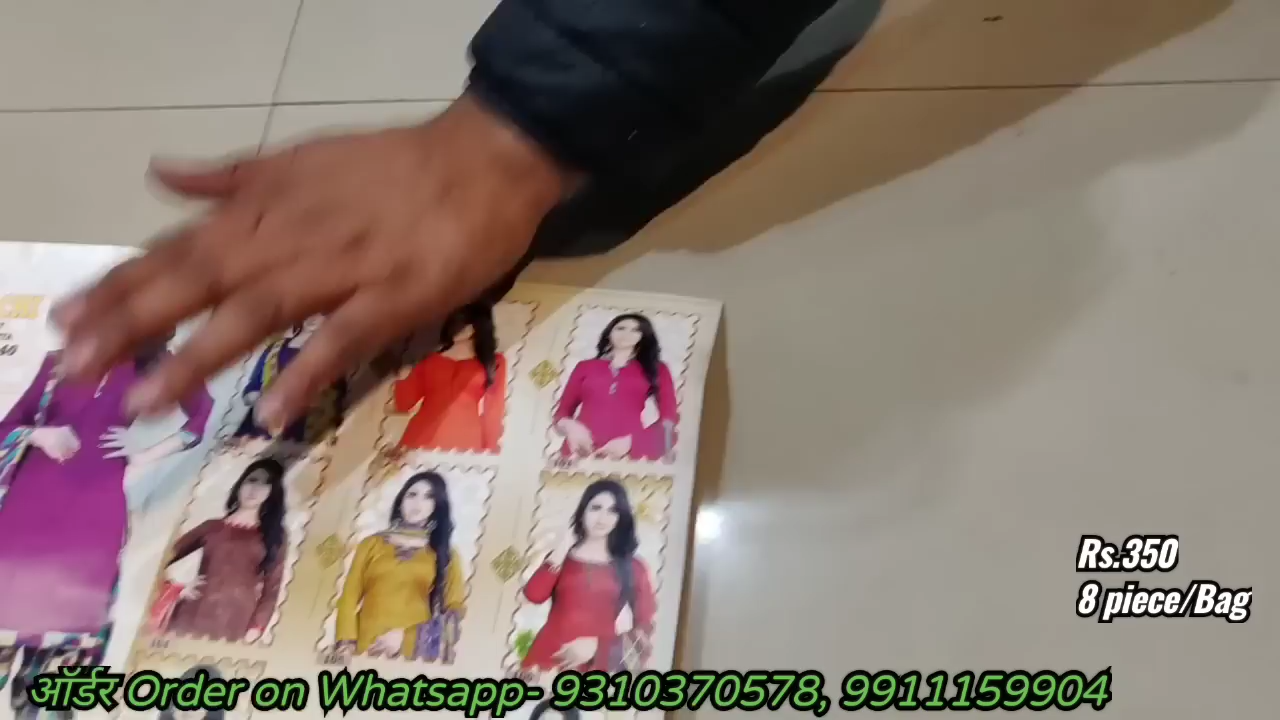 Rs.350
8 piece/Bag
ऑर्डर Order on Whatsapp- 9310370578, 9911159904